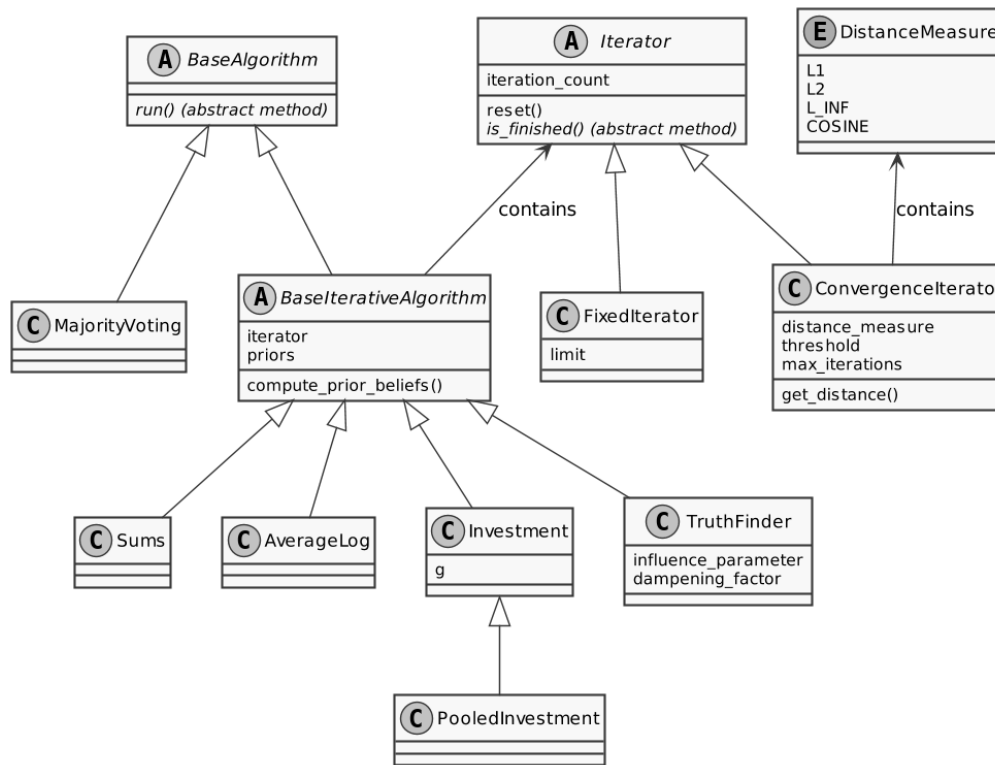 A BaseAlgorithm
run() (abstract method)
A Iterator
iteration_count
reset()
is_finished() (abstract method)
E DistanceMeasure
L1
L2
L_INF
COSINE
contains
contains
C MajorityVoting
A BaseIterativeAlgorithm
iterator
priors
compute_prior_beliefs()
C FixedIterator
limit
C ConvergenceIterato
distance_measure
threshold
max_iterations
get_distance()
C Sums
C AverageLog
C Investment
g
C TruthFinder
influence_parameter
dampening_factor
C PooledInvestment